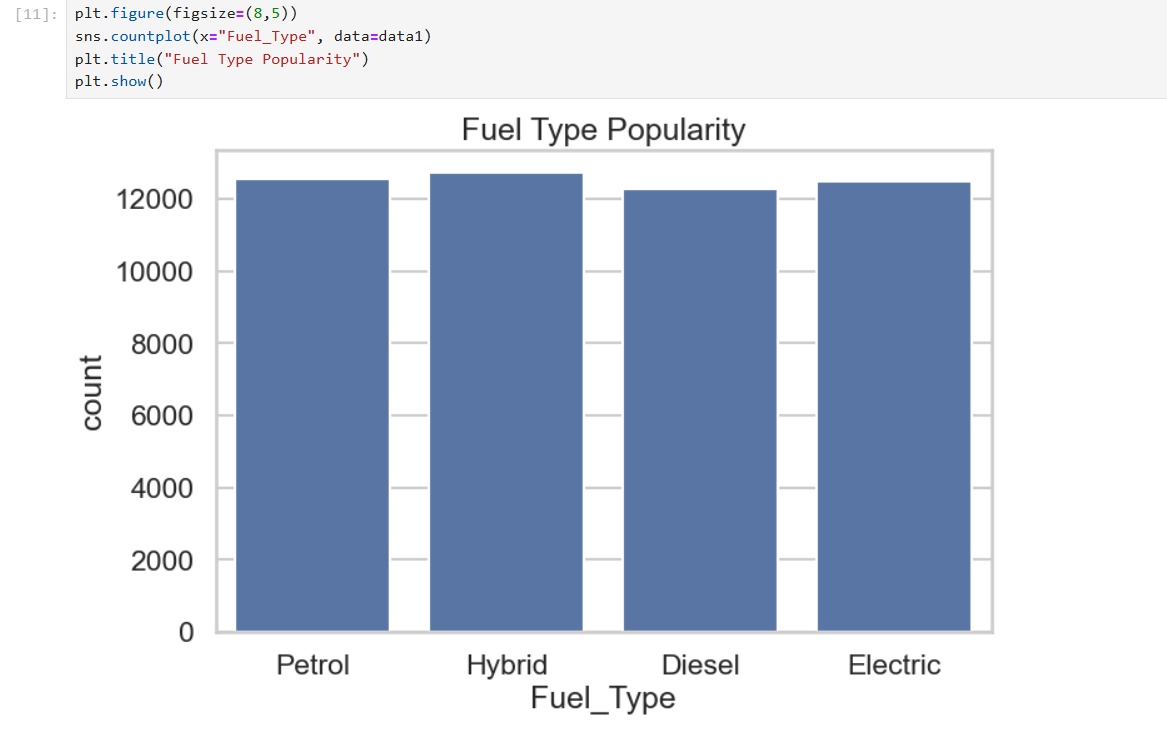 [11]: plt.figure(figsize=(8,5))
sns.countplot(x="Fuel_Type", data=data1)
plt.title("Fuel Type Popularity")
plt.show()
Fuel Type Popularity
12000
10000
8000
6000
4000
2000
0
count
Petrol Hybrid Diesel Electric
Fuel_Type